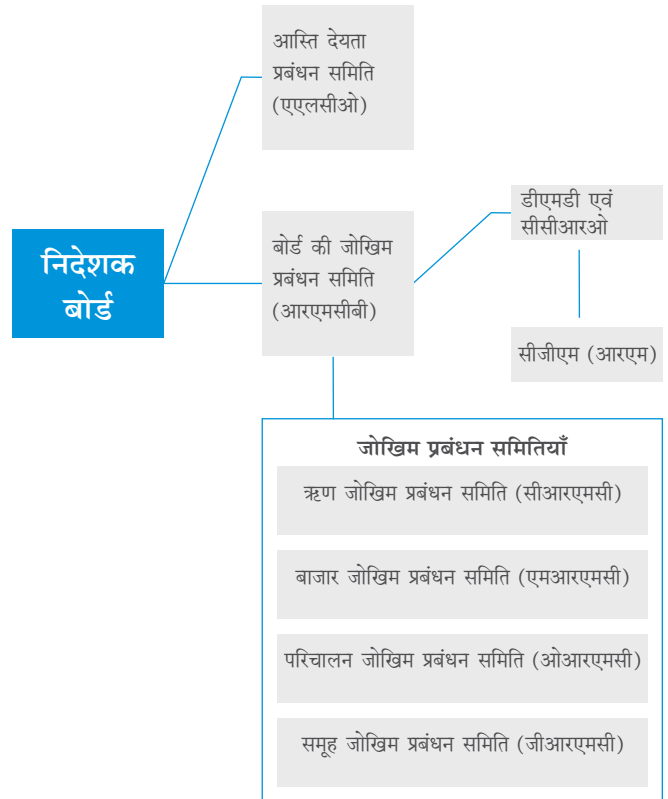 आस्ति देयता
प्रबंधन समिति
(एएलसीओ)
निदेशक
बोर्ड
बोर्ड की जोखिम
प्रबंधन समिति
(आरएमसीबी)
डीएमडी एवं
सीसीआरओ
सीजीएम (आरएम)
जोखिम प्रबंधन समितियाँ
ऋण जोखिम प्रबंधन समिति (सीआरएमसी)
बाजार जोखिम प्रबंधन समिति (एमआरएमसी)
परिचालन जोखिम प्रबंधन समिति (ओआरएमसी)
समूह जोखिम प्रबंधन समिति (जीआरएमसी)